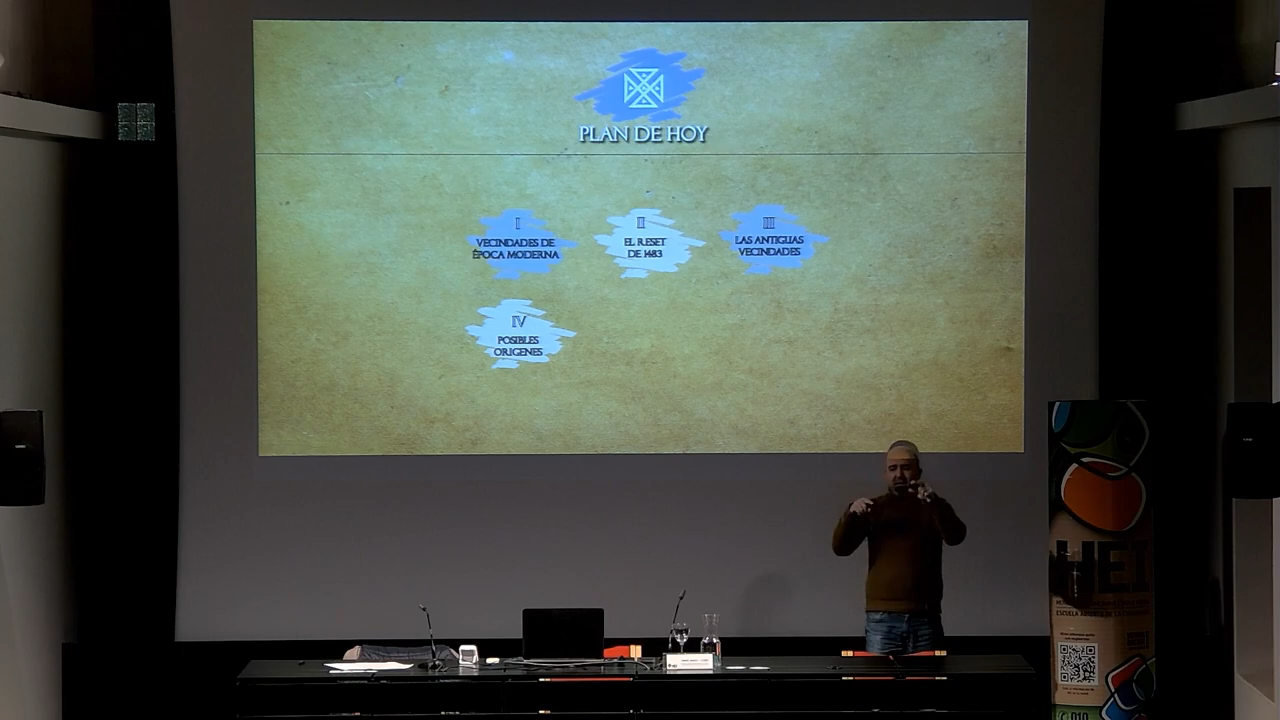 PLAN DE HOY
I
VECINDADES DE
ÉPOCA MODERNA
II
EL RESET
DE 1483
III
LAS ANTIGUAS
VECINDADES
IV
POSIBLES
ORIGENES
HEI